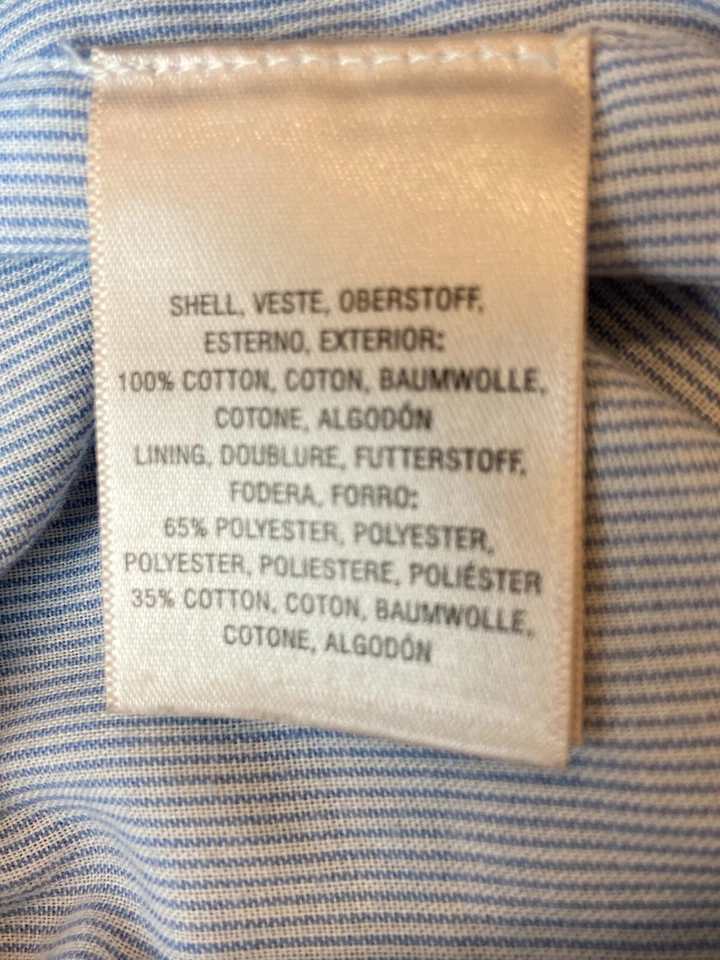 SHELL, VESTE, OBERSTOFF,
ESTERNO, EXTERIOR:
100% COTTON, COTON, BAUMWOLLE,
COTONE, ALGODÓN
LINING, DOUBLURE, FUTTERSTOFF,
FODERA, FORRO:
65% POLYESTER, POLYESTER,
POLYESTER, POLIESTERE, POLIÉSTER
35% COTTON, COTON, BAUMWOLLE,
COTONE, ALGODÓN